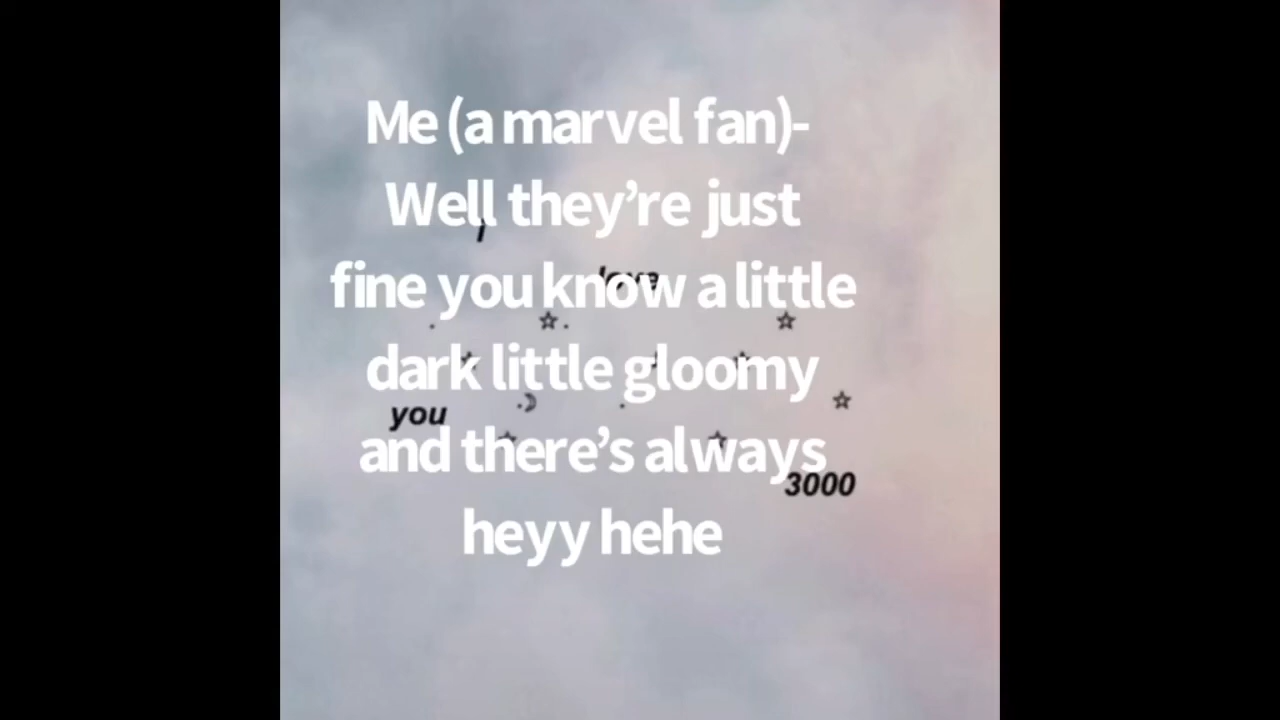 Me (a marvel fan)-
Well they’re just
I
love
fine you know a little
dark little gloomy
you
and there’s always
3000
heyy hehe